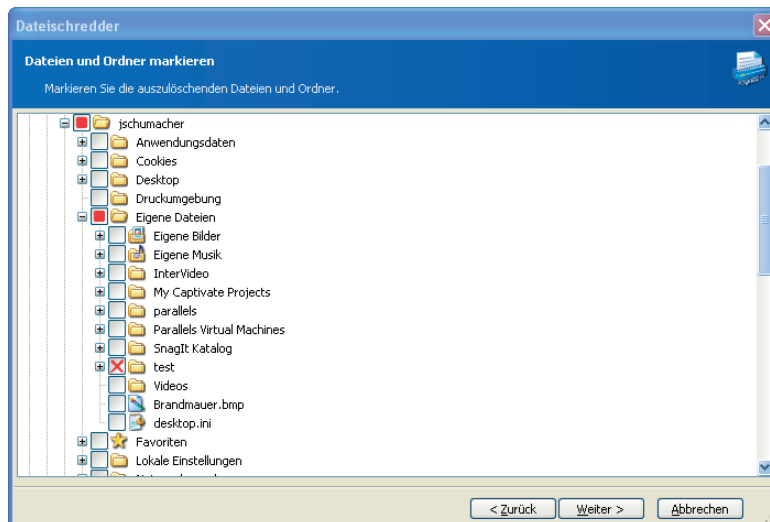 Dateischredder
Dateien und Ordner markieren
Markieren Sie die auszulöschenden Dateien und Ordner.
jschumacher
Anwendungsdaten
Cookies
Desktop
Druckumgebung
Eigene Dateien
Eigene Bilder
Eigene Musik
InterVideo
My Captivate Projects
parallels
Parallels Virtual Machines
SnagIt Katalog
test
Videos
Brandmauer.bmp
desktop.ini
Favoriten
Lokale Einstellungen
< Zurück Weiter > Abbrechen